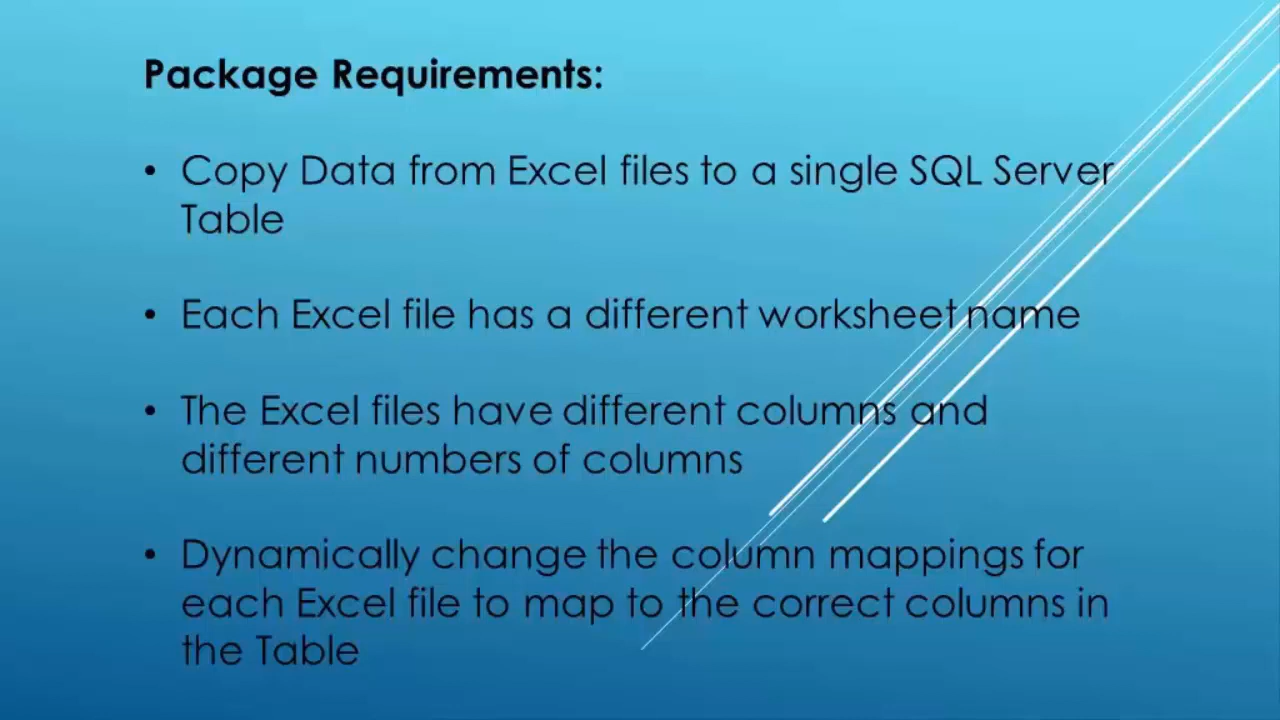 Package Requirements:
• Copy Data from Excel files to a single SQL Server
Table
• Each Excel file has a different worksheet name
• The Excel files have different columns and
different numbers of columns
• Dynamically change the column mappings for
each Excel file to map to the correct columns in
the Table